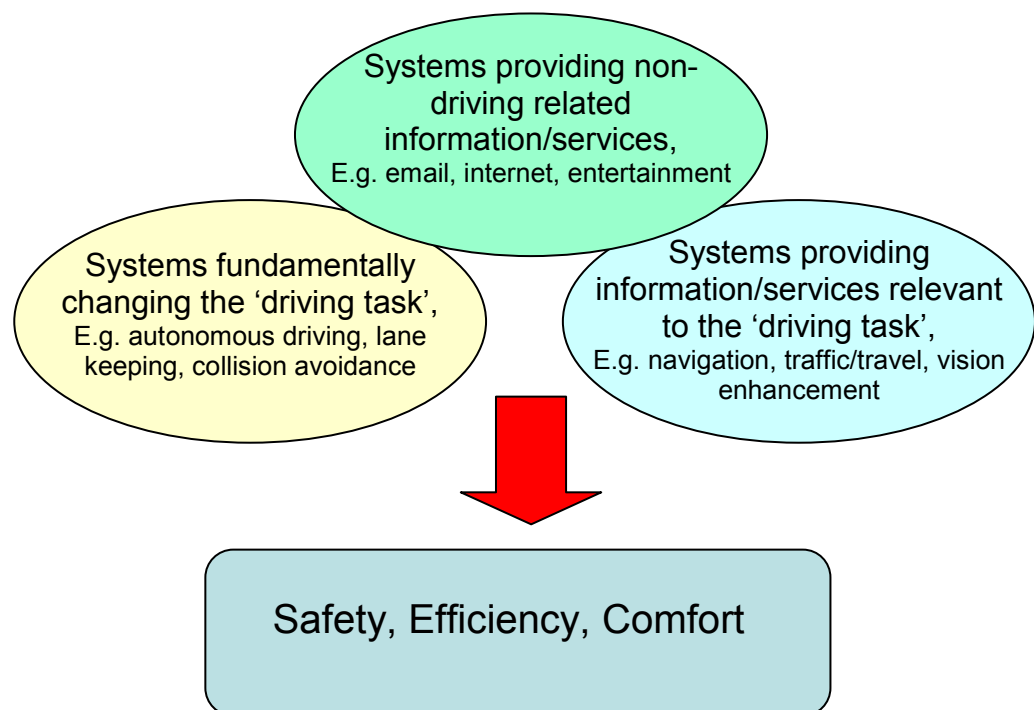 Systems providing non-
driving related
information/services,
E.g. email, internet, entertainment
Systems fundamentally
changing the ‘driving task’,
E.g. autonomous driving, lane
keeping, collision avoidance
Systems providing
information/services relevant
to the ‘driving task’,
E.g. navigation, traffic/travel, vision
enhancement
Safety, Efficiency, Comfort